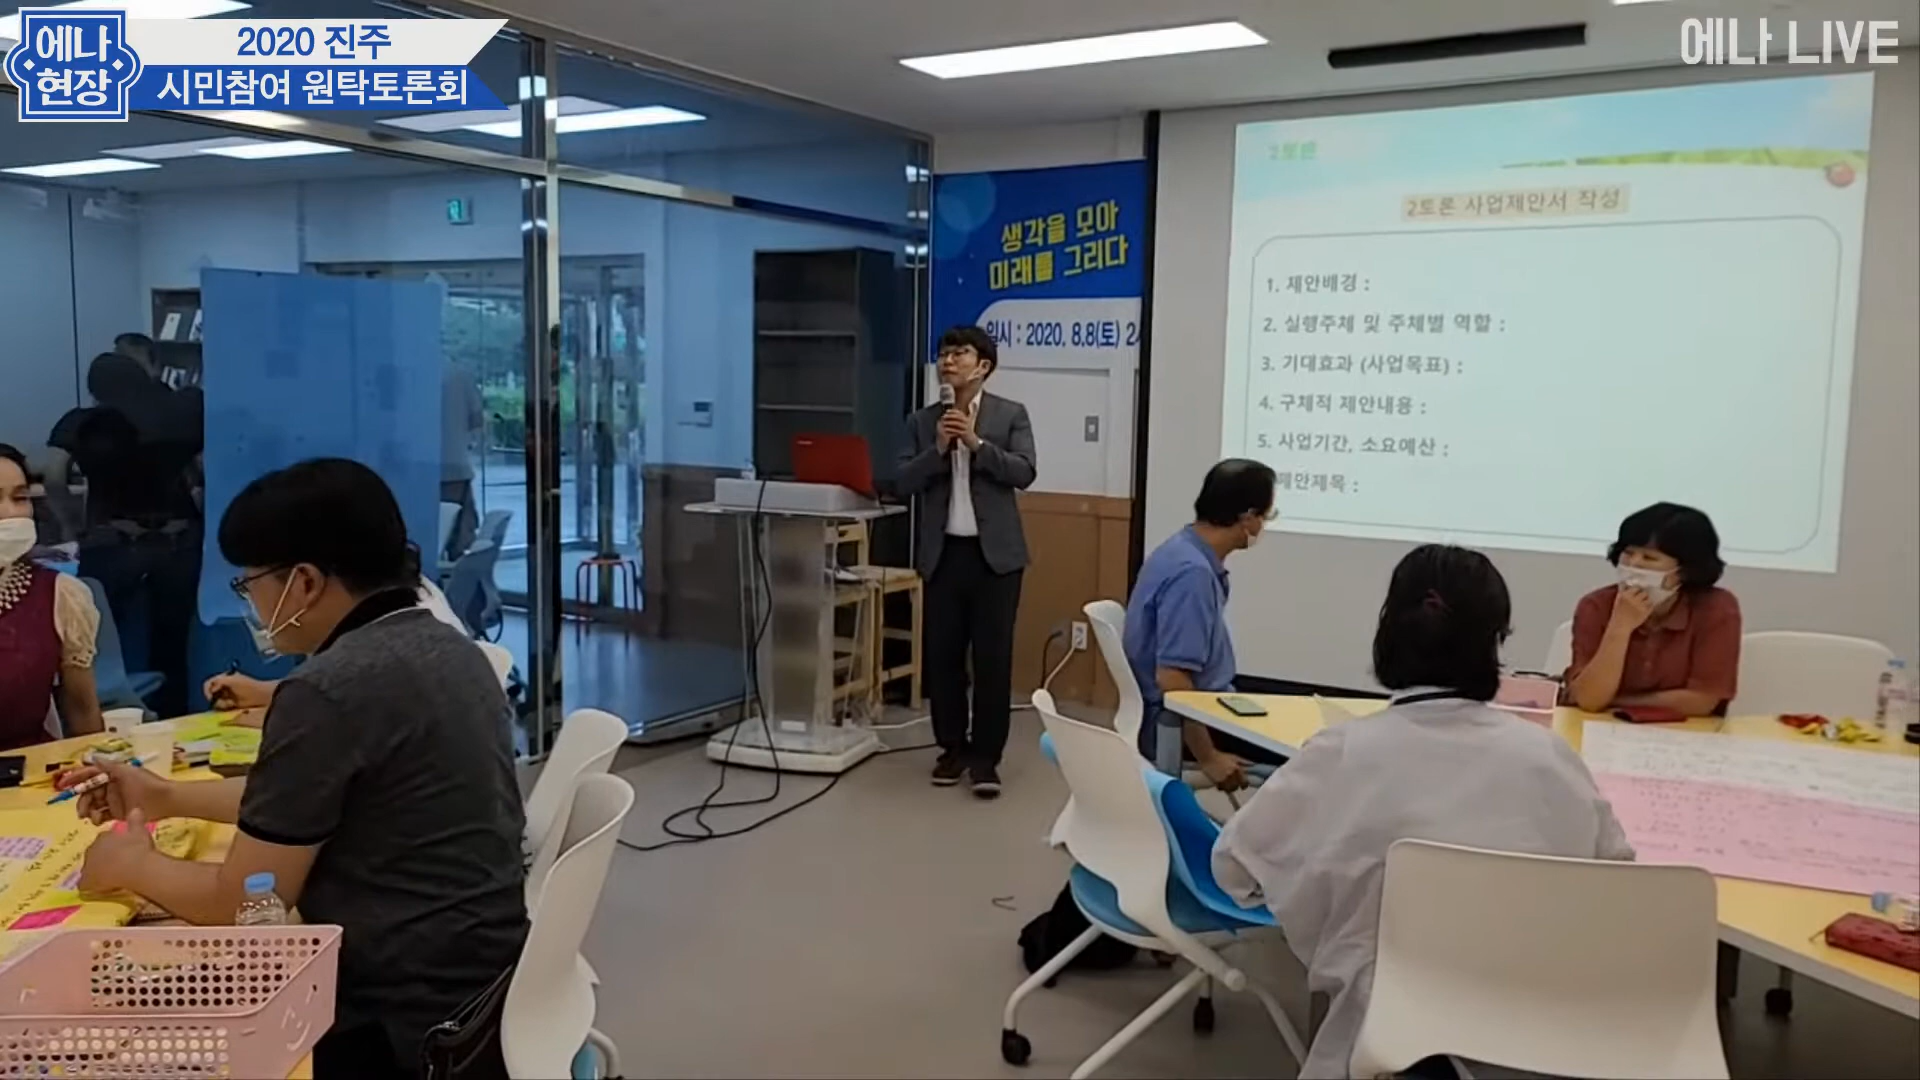 에나
현장
2020 진주
시민참여 원탁토론회
에나 LIVE
생각을 모아
미래를 그리다
일시 : 2020. 8.8(토) 2
2토론
2토론 사업제안서 작성
1. 제안배경 :
2. 실행주체 및 주체별 역할 :
3. 기대효과 (사업목표) :
4. 구체적 제안내용 :
5. 사업기간, 소요예산 :
제안제목 :